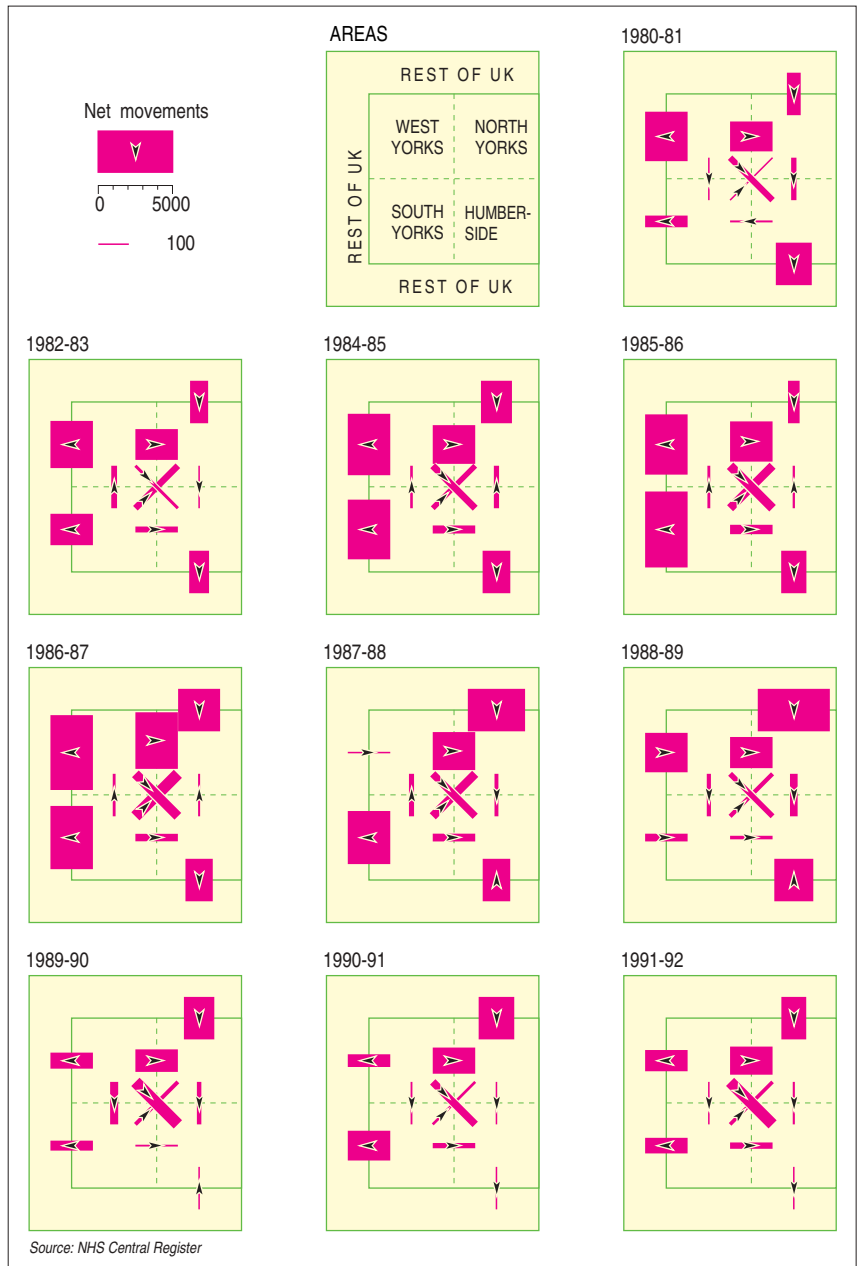 AREAS
1980-81
REST OF UK
Net movements
WEST YORKS
NORTH YORKS
REST OF UK
0 5000
SOUTH YORKS
HUMBER-SIDE
100
REST OF UK
1982-83
1984-85
1985-86
1986-87
1987-88
1988-89
1989-90
1990-91
1991-92
Source: NHS Central Register